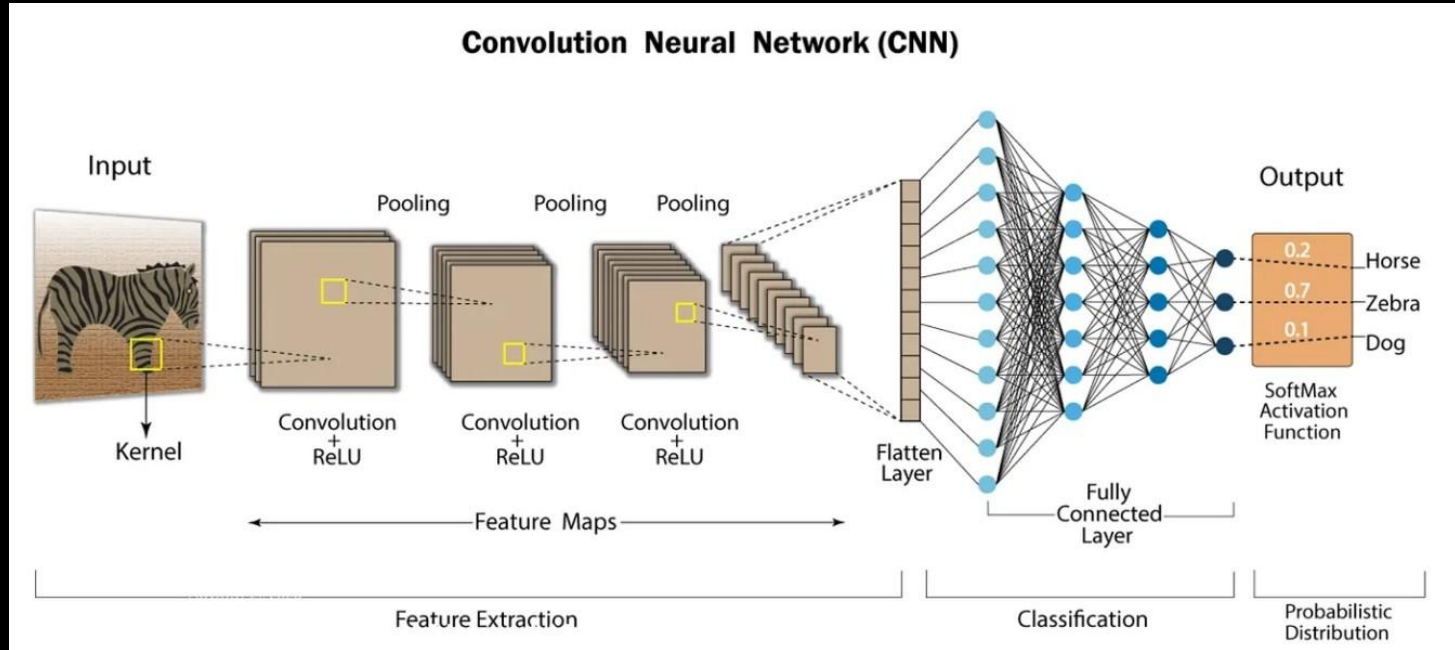 Convolution Neural Network (CNN)
Input
Kernel
Pooling
Pooling
Pooling
Convolution
+
ReLU
Convolution
+
ReLU
Convolution
+
ReLU
Feature Maps
Flatten
Layer
Fully
Connected
Layer
Output
0.2
Horse
0.7
Zebra
0.1
Dog
SoftMax
Activation
Function
Feature Extraction
Classification
Probabilistic
Distribution